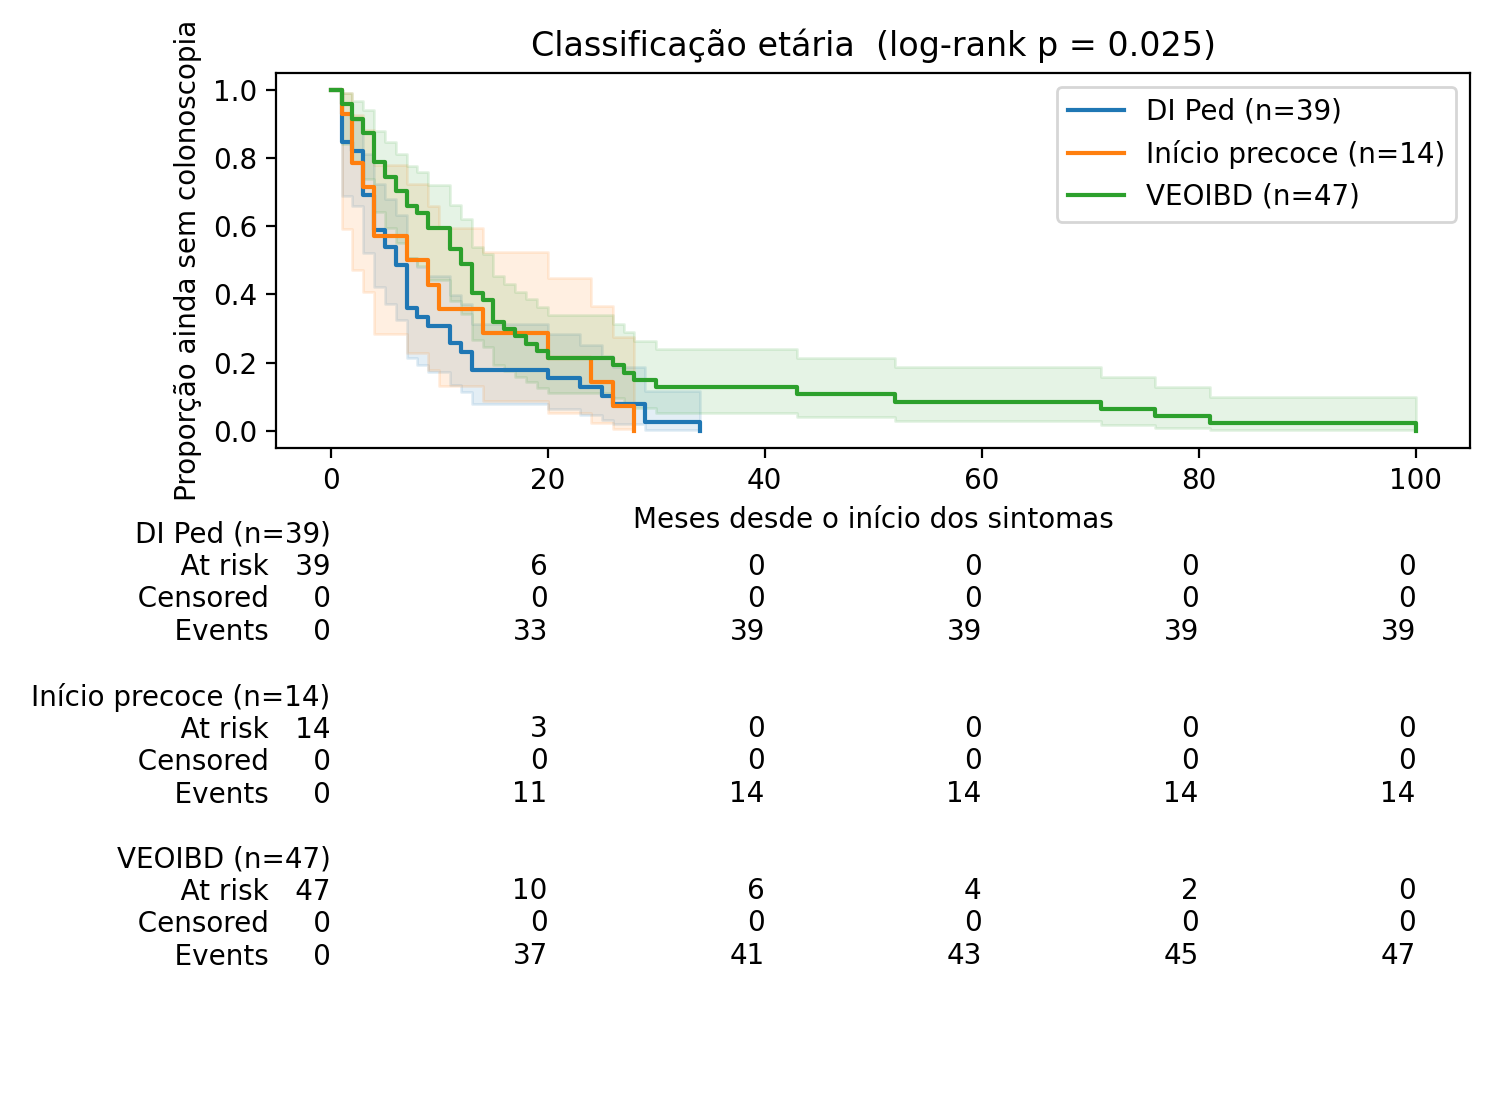 Classificação etária  (log-rank p = 0.025)
Proporção ainda sem colonoscopia
1.0
0.8
0.6
0.4
0.2
0.0
DI Ped (n=39)
Início precoce (n=14)
VEOIBD (n=47)
0 20 40 60 80 100
Meses desde o início dos sintomas
DI Ped (n=39)
At risk 39 6 0 0 0 0
Censored 0 0 0 0 0 0
Events 0 33 39 39 39 39
Início precoce (n=14)
At risk 14 3 0 0 0 0
Censored 0 0 0 0 0 0
Events 0 11 14 14 14 14
VEOIBD (n=47)
At risk 47 10 6 4 2 0
Censored 0 0 0 0 0 0
Events 0 37 41 43 45 47